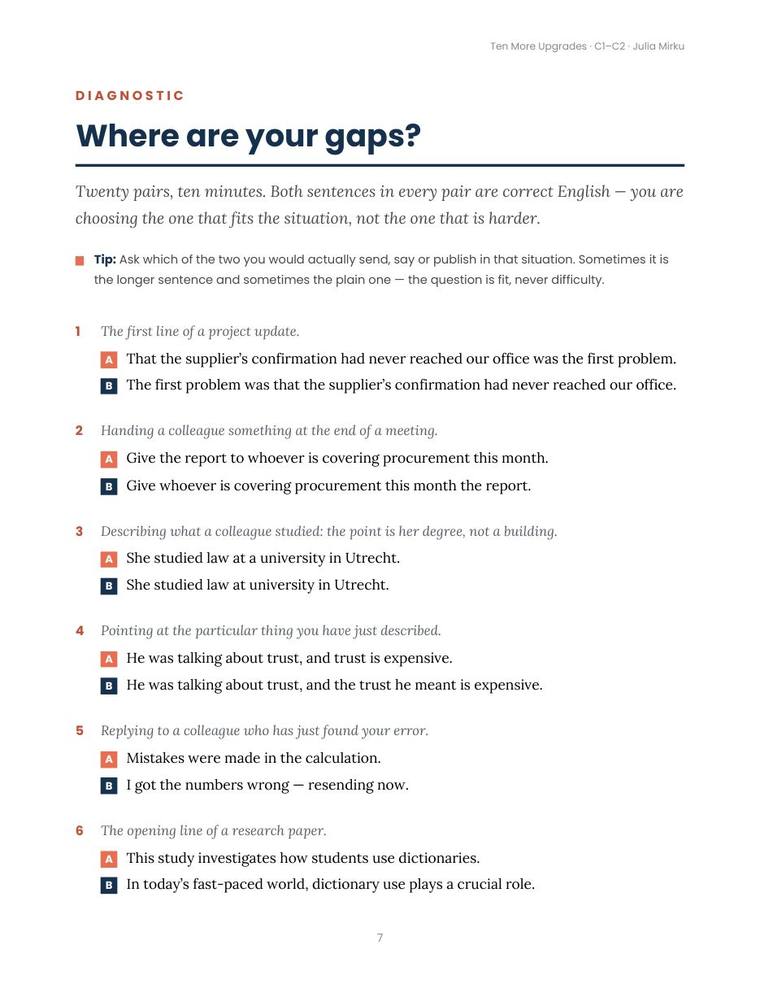 Ten More Upgrades · C1–C2 · Julia Mirku
DIAGNOSTIC
Where are your gaps?
Twenty pairs, ten minutes. Both sentences in every pair are correct English — you are
choosing the one that fits the situation, not the one that is harder.
Tip: Ask which of the two you would actually send, say or publish in that situation. Sometimes it is
the longer sentence and sometimes the plain one — the question is fit, never difficulty.
1 The first line of a project update.
A That the supplier’s confirmation had never reached our office was the first problem.
B The first problem was that the supplier’s confirmation had never reached our office.
2 Handing a colleague something at the end of a meeting.
A Give the report to whoever is covering procurement this month.
B Give whoever is covering procurement this month the report.
3 Describing what a colleague studied: the point is her degree, not a building.
A She studied law at a university in Utrecht.
B She studied law at university in Utrecht.
4 Pointing at the particular thing you have just described.
A He was talking about trust, and trust is expensive.
B He was talking about trust, and the trust he meant is expensive.
5 Replying to a colleague who has just found your error.
A Mistakes were made in the calculation.
B I got the numbers wrong — resending now.
6 The opening line of a research paper.
A This study investigates how students use dictionaries.
B In today’s fast-paced world, dictionary use plays a crucial role.
7